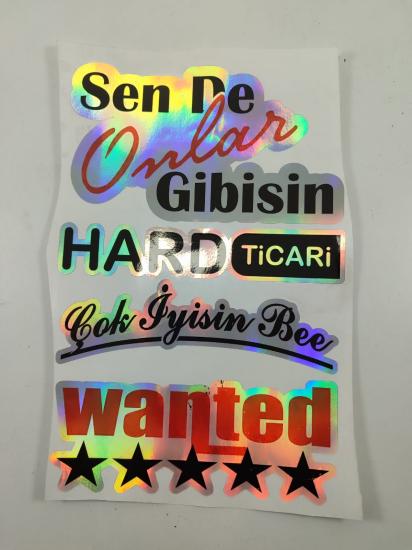 Sen De
Onlar
Gibisin
HARD TiCARi
Çok İyisin Bee
wanted